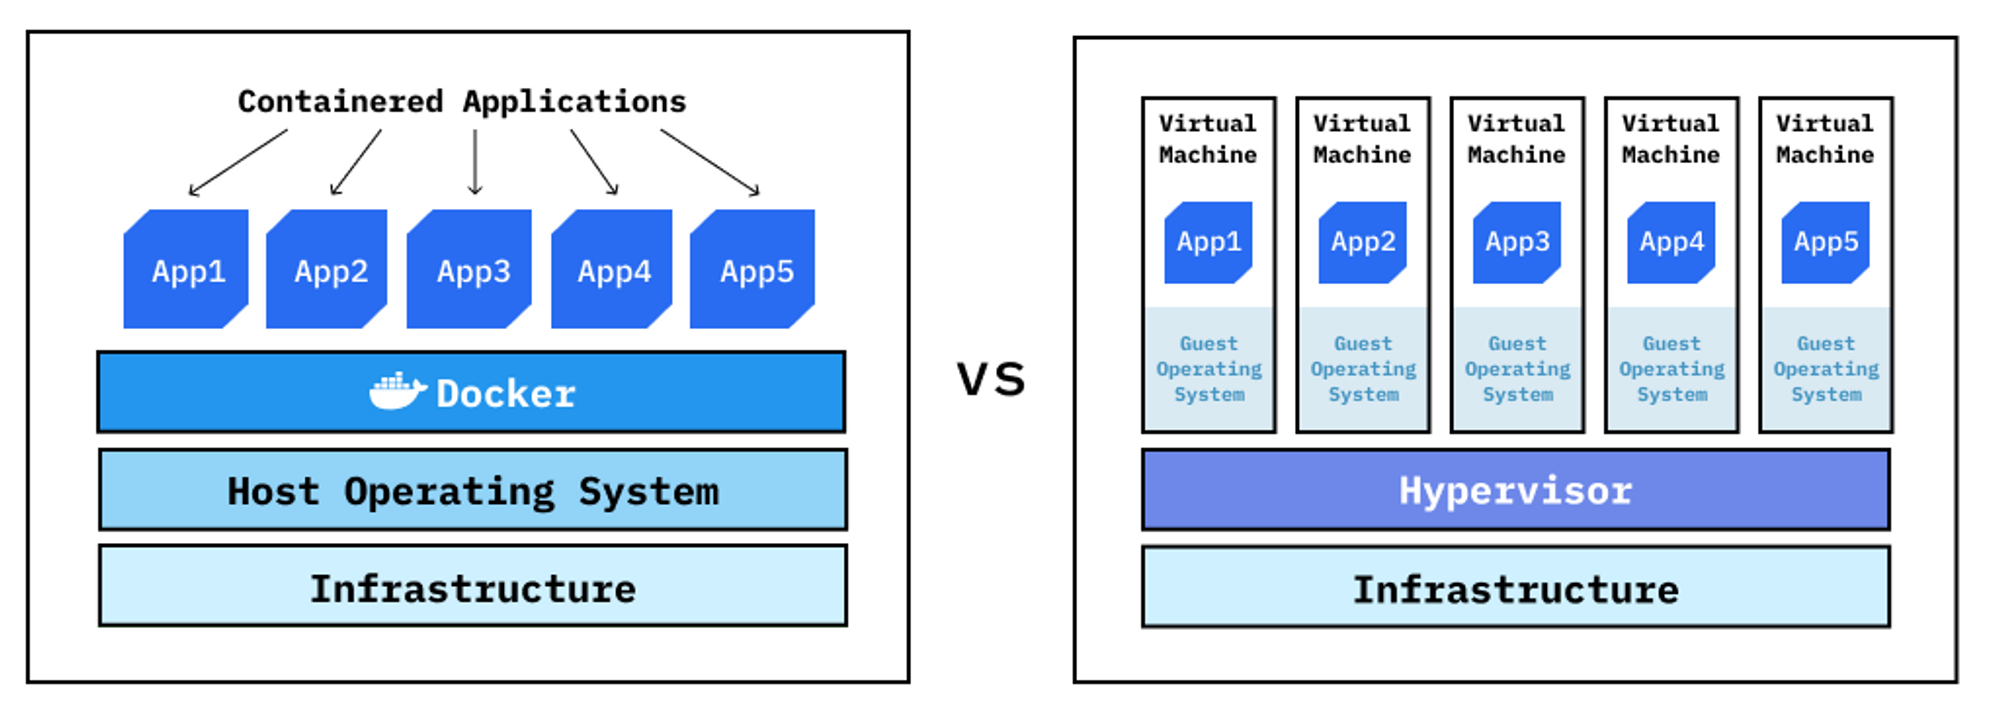 Containered Applications
App1 App2 App3 App4 App5
Docker
Host Operating System
Infrastructure
VS
Virtual
Machine
App1
Guest
Operating
System
Virtual
Machine
App2
Guest
Operating
System
Virtual
Machine
App3
Guest
Operating
System
Virtual
Machine
App4
Guest
Operating
System
Virtual
Machine
App5
Guest
Operating
System
Hypervisor
Infrastructure